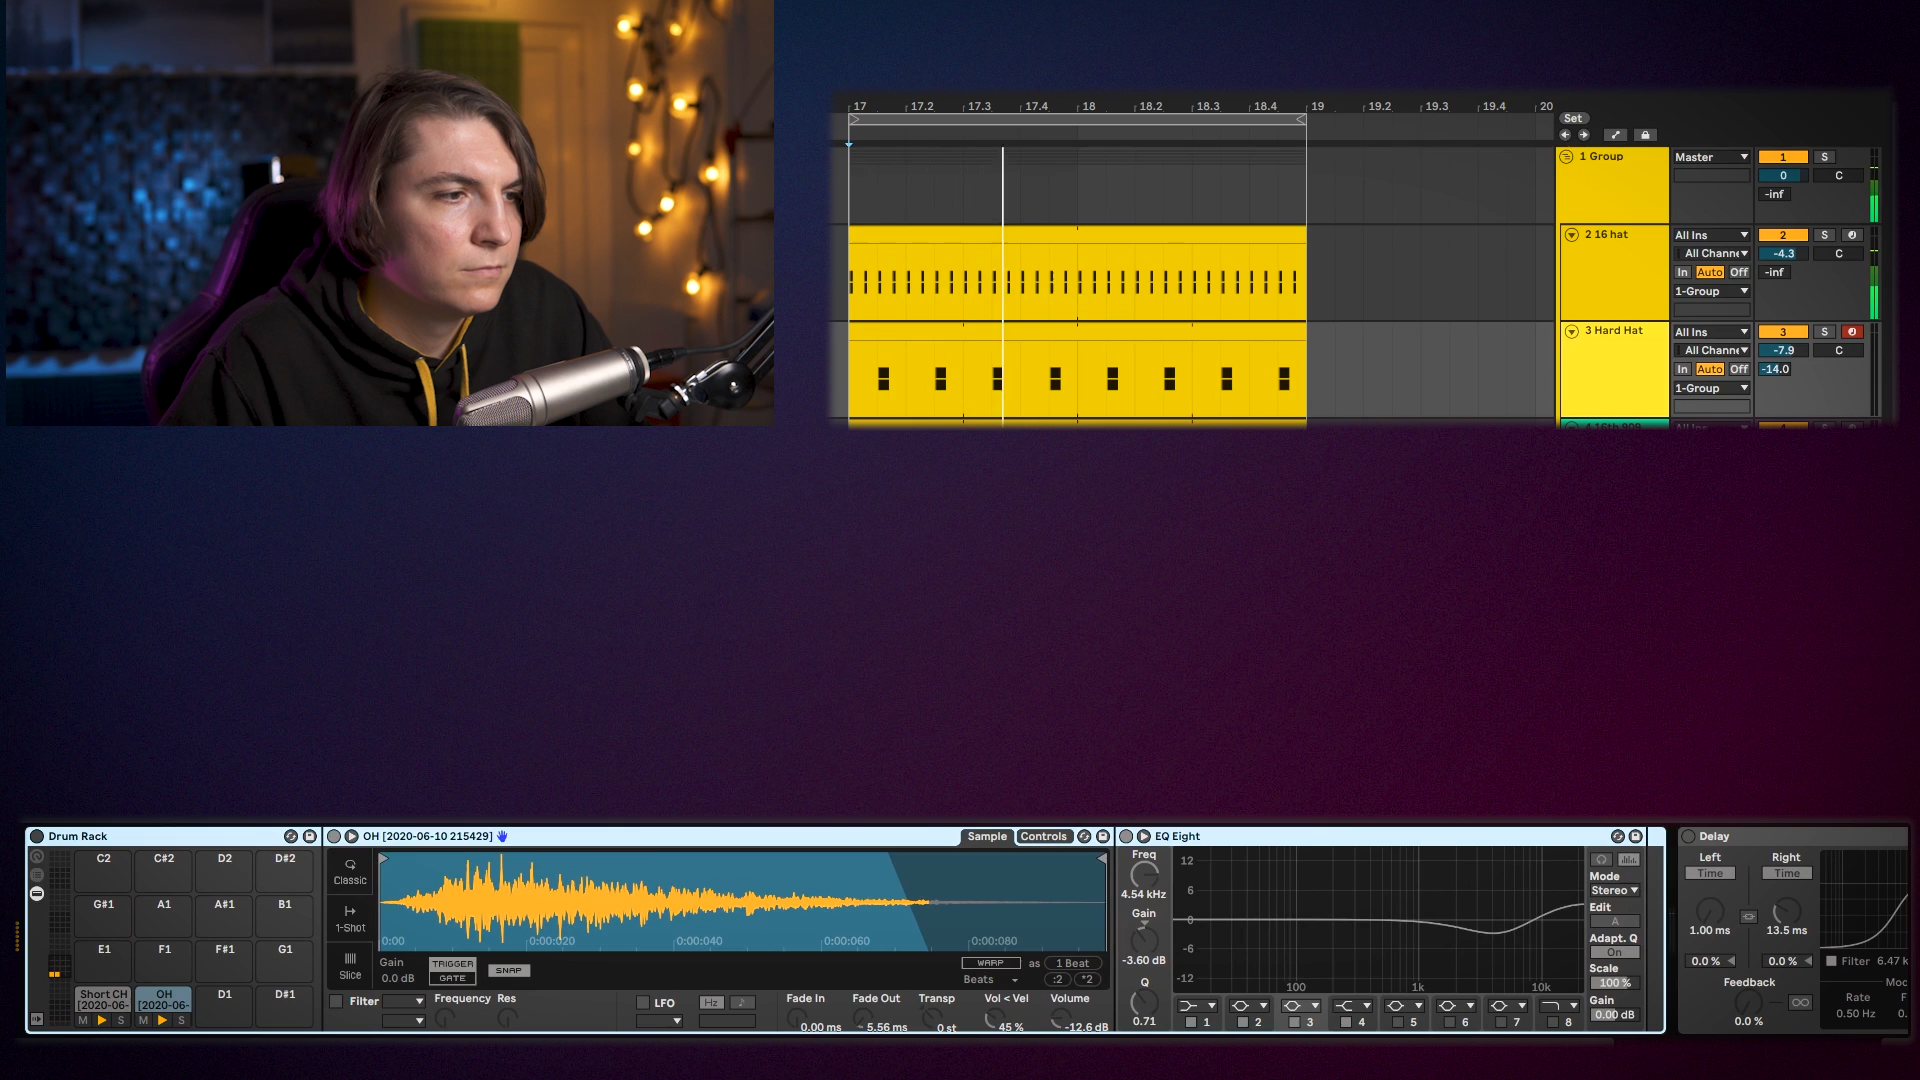 17 17.2 17.3 17.4 18 18.2 18.3 18.4 19 19.2 19.3 19.4 20
Set
1 Group Master 1 S
0 C
-inf
2 16 hat All Ins 2 S
All Channe -4.3 C
In Auto Off -inf
1-Group
3 Hard Hat All Ins 3 S
All Channe -7.9 C
In Auto Off -14.0
1-Group
Drum Rack
C2 C#2 D2 D#2
G#1 A1 A#1 B1
E1 F1 F#1 G1
Short CH OH D1 D#1
[2020-06- [2020-06-
M S M S
OH [2020-06-10 215429] Sample Controls
Classic
1-Shot
Slice
0:00 0:00:020 0:00:040 0:00:060 0:00:080
Gain TRIGGER SNAP WARP as 1 Beat
0.0 dB GATE Beats :2 *2
Filter Frequency Res LFO Hz Fade In Fade Out Transp Vol < Vel Volume
0.00 ms 5.56 ms 0 st 45 % -12.6 dB
EQ Eight
Freq
4.54 kHz
Gain
-3.60 dB
Q
0.71
12
6
0
-6
-12
100 1k 10k
1 2 3 4 5 6 7 8
Mode
Stereo
Edit
A
Adapt. Q
On
Scale
100 %
Gain
0.00 dB
Delay
Left Right
Time Time
1.00 ms 13.5 ms
0.0 % 0.0 % Filter 6.47 k
Feedback
0.0 %
Rate
0.50 Hz